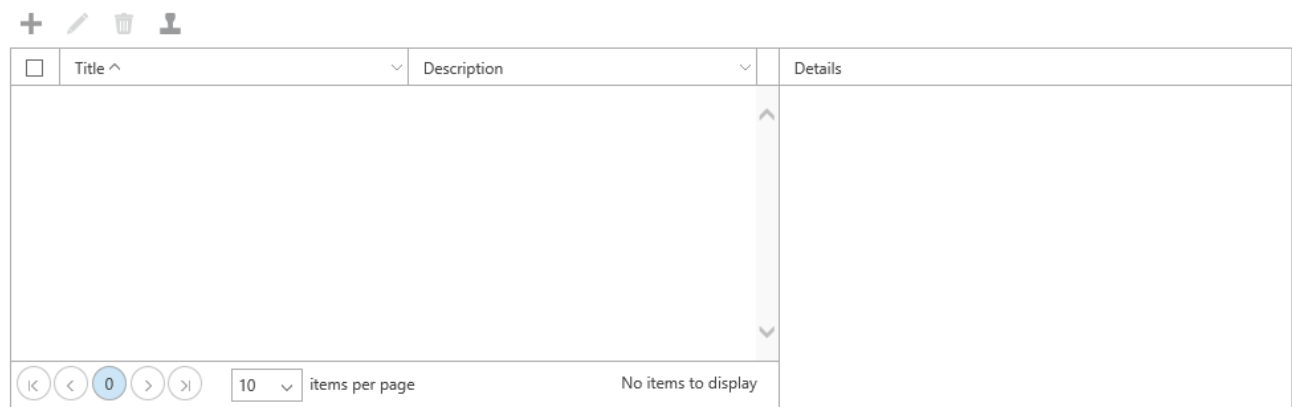 Title Description Details
0 10 items per page No items to display